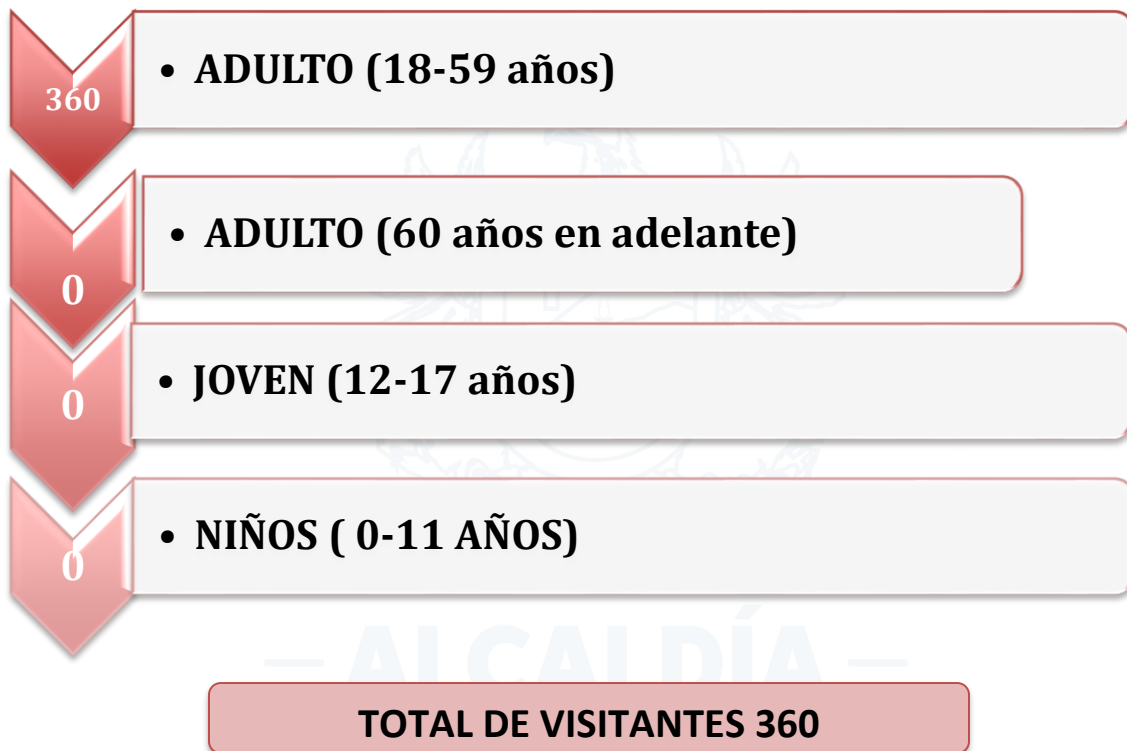 360
• ADULTO (18-59 años)
0
• ADULTO (60 años en adelante)
0
• JOVEN (12-17 años)
0
• NIÑOS ( 0-11 AÑOS)
— ALCALDÍA —
TOTAL DE VISITANTES 360